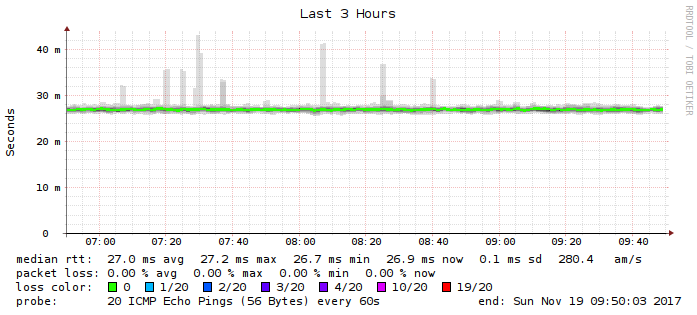 Last 3 Hours
RRDTOOL / TOBI OETIKER
Seconds
40 m
30 m
20 m
10 m
0
07:00 07:20 07:40 08:00 08:20 08:40 09:00 09:20 09:40
median rtt: 27.0 ms avg 27.2 ms max 26.7 ms min 26.9 ms now 0.1 ms sd 280.4 am/s
packet loss: 0.00 % avg 0.00 % max 0.00 % min 0.00 % now
loss color: 0 1/20 2/20 3/20 4/20 10/20 19/20
probe: 20 ICMP Echo Pings (56 Bytes) every 60s end: Sun Nov 19 09:50:03 2017